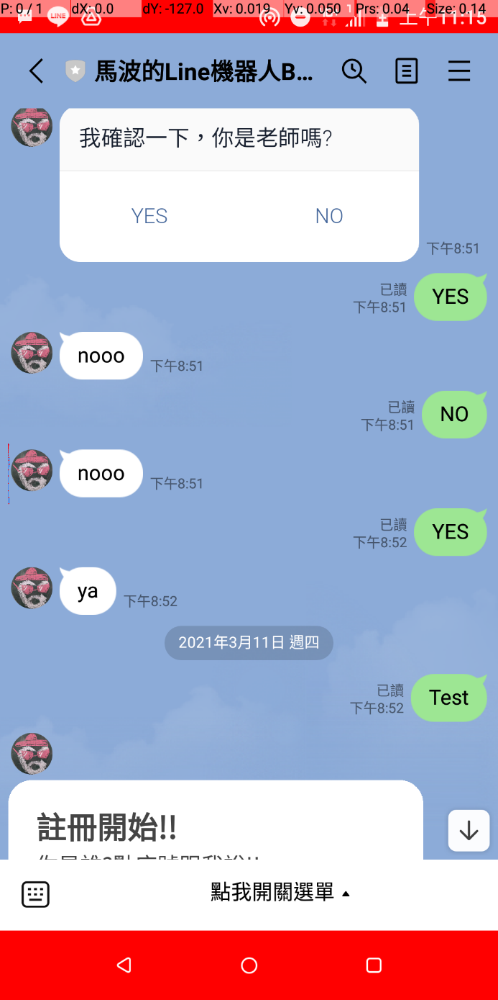 P: 0 / 1 dX: 0.0 dY: -127.0 Xv: 0.019 Yv: 0.050 Prs: 0.04 Size: 0.14
LINE 上午11:15
馬波的Line機器人B...
我確認一下，你是老師嗎?
YES NO
下午8:51
已讀
下午8:51
YES
nooo
下午8:51
已讀
下午8:51
NO
nooo
下午8:51
已讀
下午8:52
YES
ya
下午8:52
2021年3月11日 週四
已讀
下午8:52
Test
註冊開始!!
點我開關選單